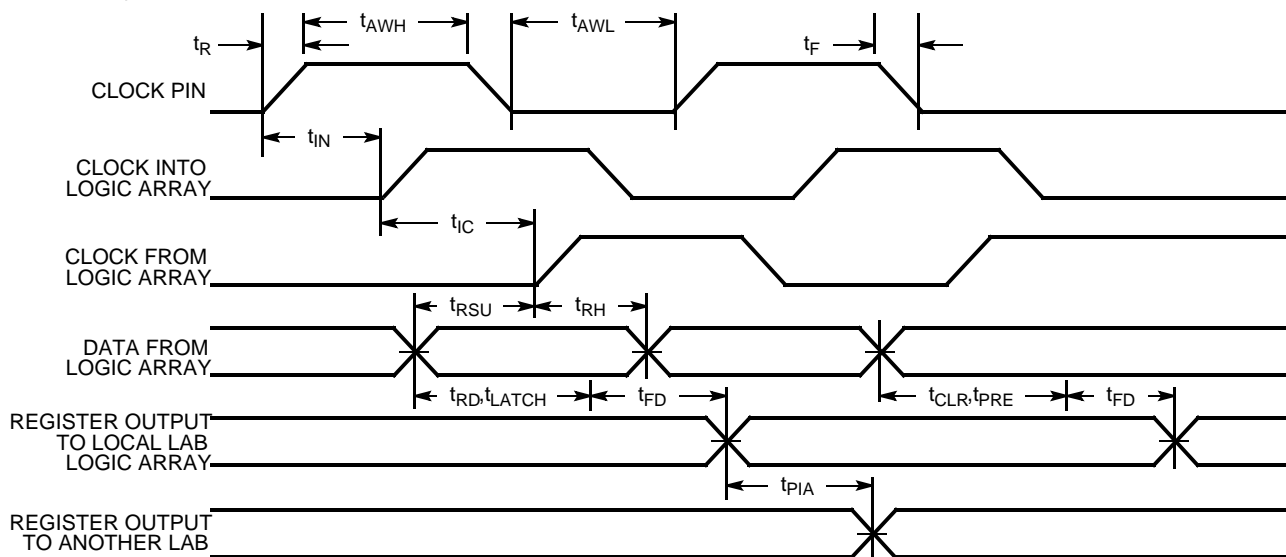 tAWH
tAWL
tR
tF
CLOCK PIN
tIN
CLOCK INTO
LOGIC ARRAY
tIC
CLOCK FROM
LOGIC ARRAY
tRSU
tRH
DATA FROM
LOGIC ARRAY
tRD,tLATCH
tFD
tCLR,tPRE
tFD
REGISTER OUTPUT
TO LOCAL LAB
LOGIC ARRAY
tPIA
REGISTER OUTPUT
TO ANOTHER LAB